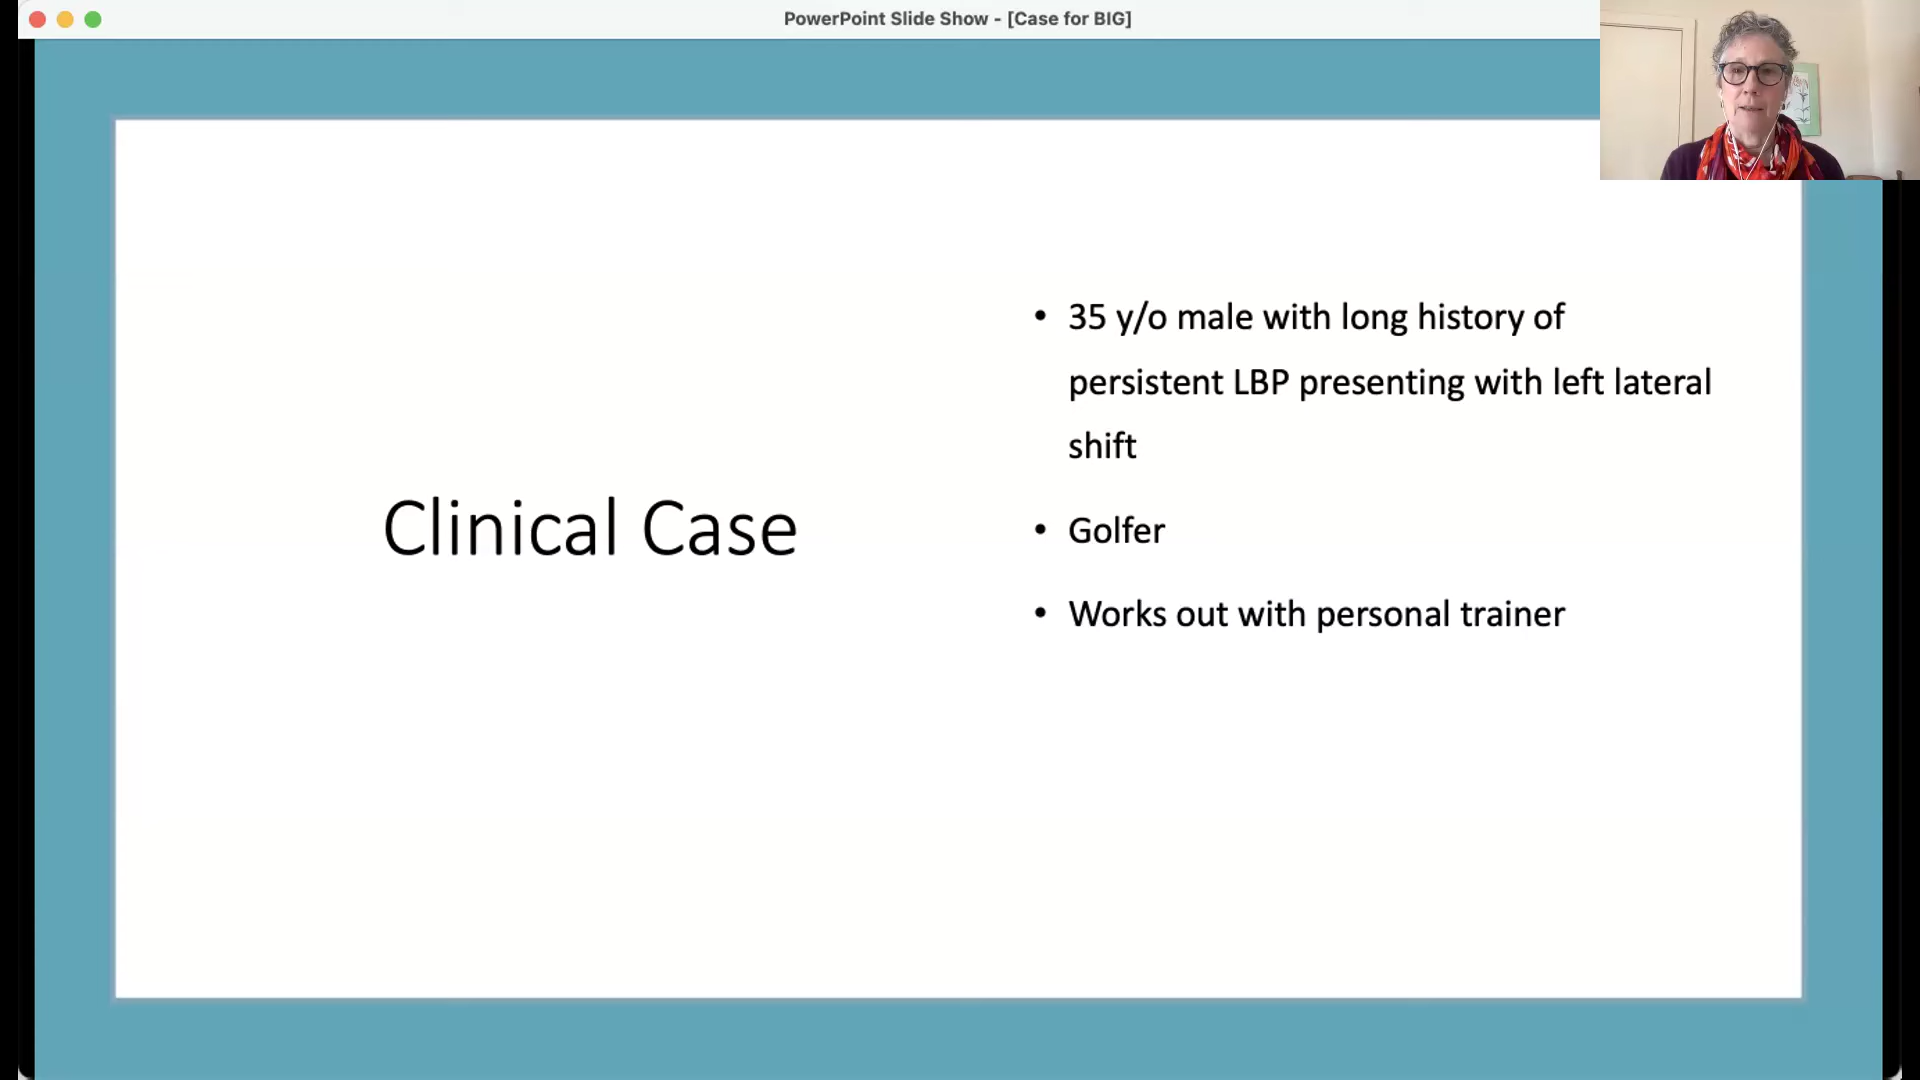 PowerPoint Slide Show - [Case for BIG]
Clinical Case
• 35 y/o male with long history of
persistent LBP presenting with left lateral
shift
• Golfer
• Works out with personal trainer